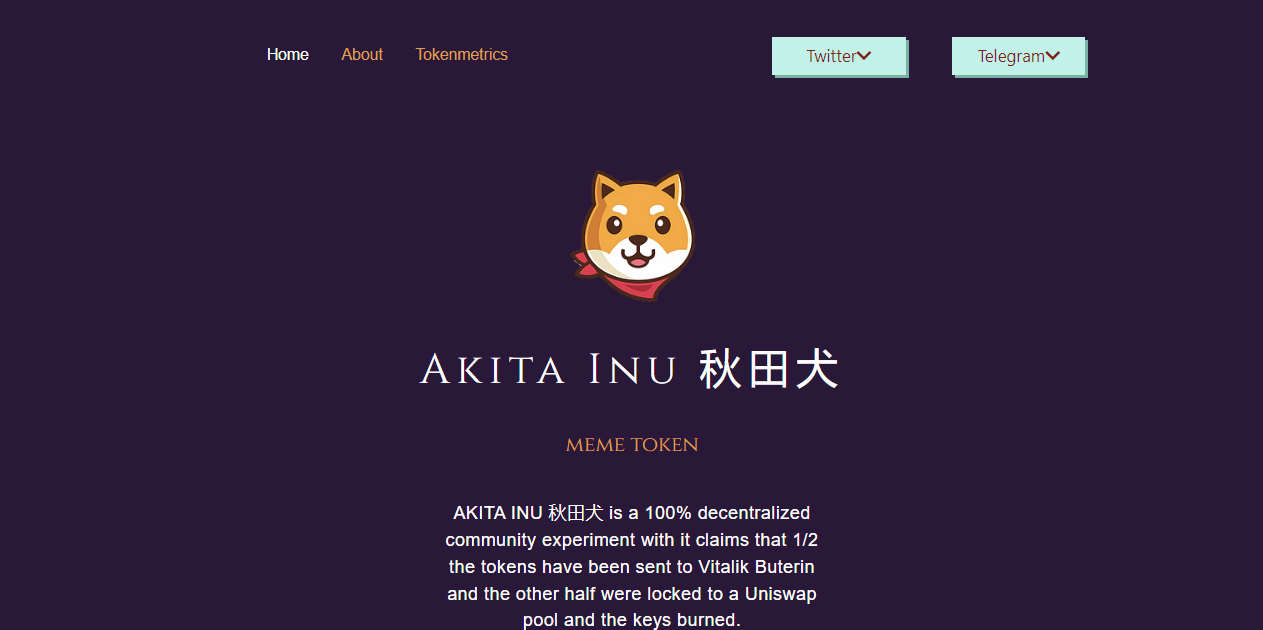 Home About Tokenmetrics Twitter Telegram
Akita Inu 秋田犬
MEME TOKEN
AKITA INU 秋田犬 is a 100% decentralized
community experiment with it claims that 1/2
the tokens have been sent to Vitalik Buterin
and the other half were locked to a Uniswap
pool and the keys burned.